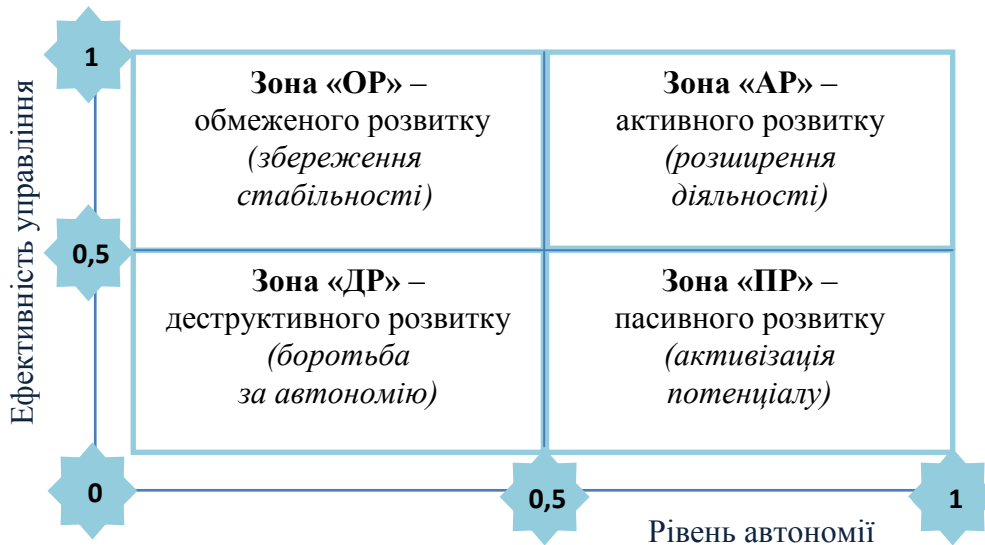 Ефективність управління
1
0,5
0
Зона «ОР» –
обмеженого розвитку
(збереження
стабільності)
Зона «АР» –
активного розвитку
(розширення
діяльності)
Зона «ДР» –
деструктивного розвитку
(боротьба
за автономію)
Зона «ПР» –
пасивного розвитку
(активізація
потенціалу)
0,5
1
Рівень автономії